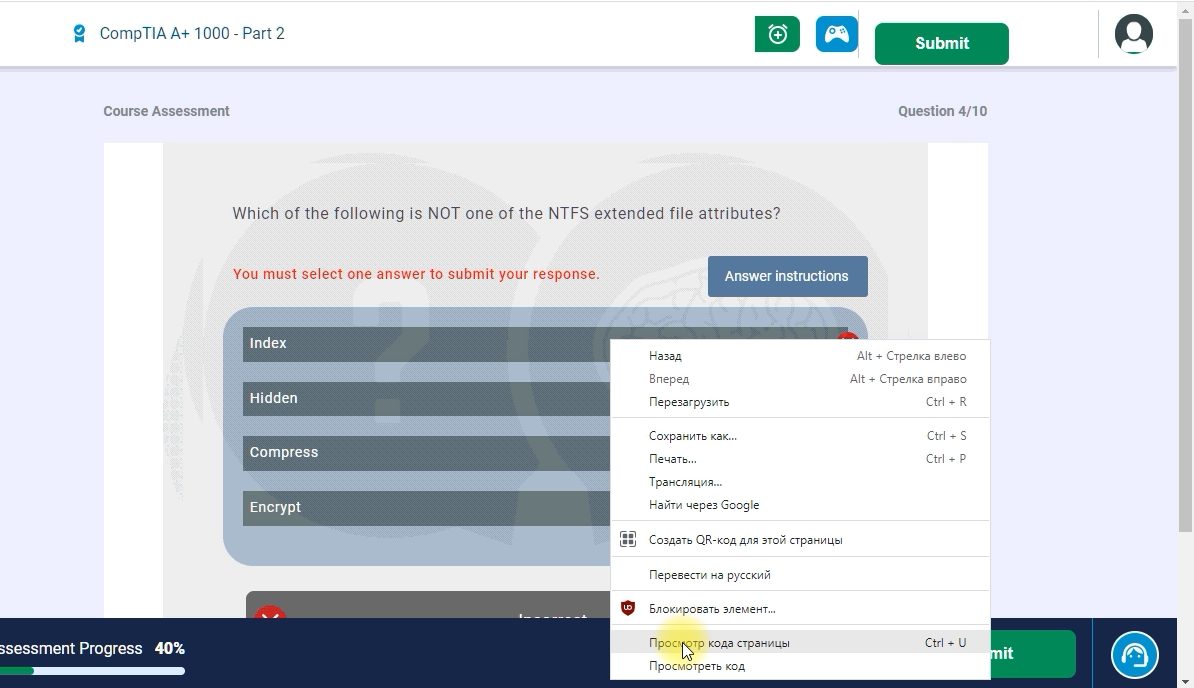 CompTIA A+ 1000 - Part 2
Submit
Course Assessment
Question 4/10
Which of the following is NOT one of the NTFS extended file attributes?
You must select one answer to submit your response.
Answer instructions
Index
Hidden
Compress
Encrypt
Назад Alt + Стрелка влево
Вперед Alt + Стрелка вправо
Перезагрузить Ctrl + R
Сохранить как... Ctrl + S
Печать... Ctrl + P
Трансляция...
Найти через Google
Создать QR-код для этой страницы
Перевести на русский
Блокировать элемент...
Просмотр кода страницы Ctrl + U
Просмотреть код
Incorrect
ssessment Progress 40%
mit